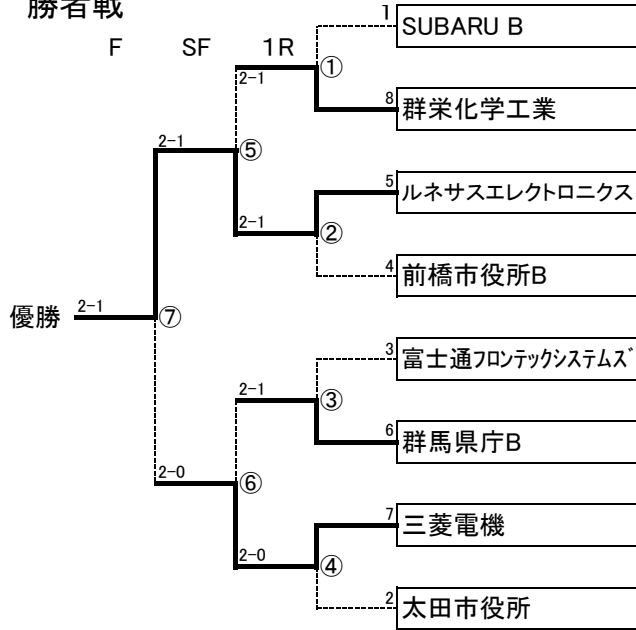 勝者戦
F SF 1R
1 SUBARU B
2-1 ①
8 群栄化学工業
2-1 ⑤
5 ルネサスエレクトロニクス
2-1 ②
4 前橋市役所B
優勝 2-1 ⑦
3 富士通フロンテックシステムズ
2-1 ③
6 群馬県庁B
2-0 ⑥
7 三菱電機
2-0 ④
2 太田市役所